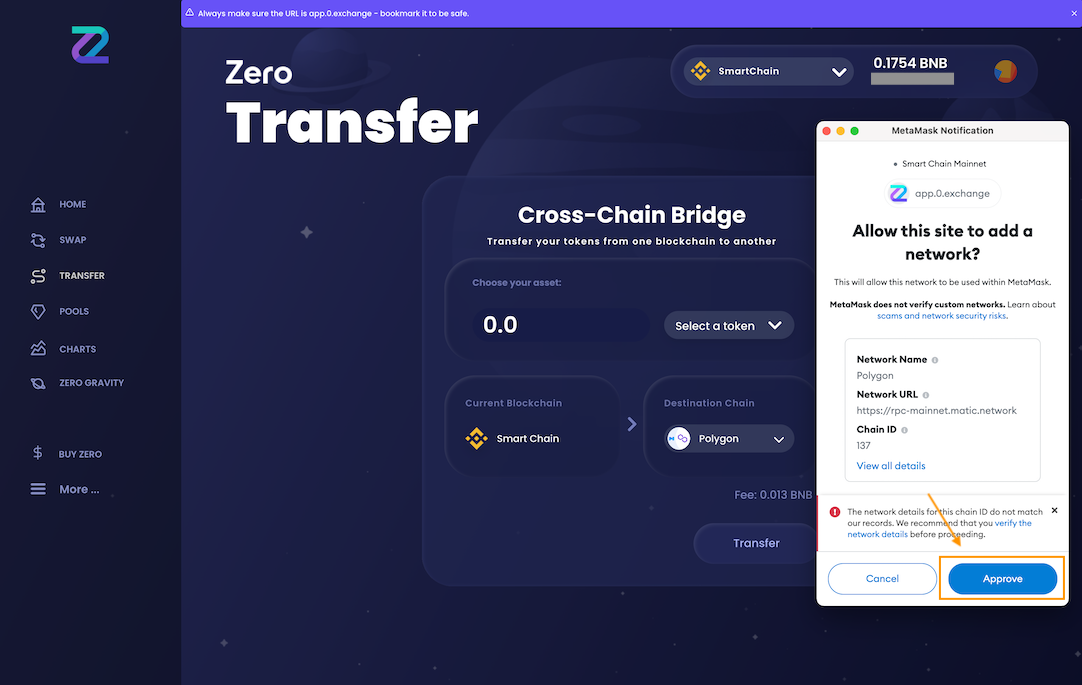 Always make sure the URL is app.0.exchange - bookmark it to be safe.
Zero
Transfer
SmartChain
0.1754 BNB
HOME
SWAP
TRANSFER
POOLS
CHARTS
ZERO GRAVITY
BUY ZERO
More ...
Cross-Chain Bridge
Transfer your tokens from one blockchain to another
Choose your asset:
0.0
Select a token
Current Blockchain
Smart Chain
Destination Chain
Polygon
Fee: 0.013 BNB
Transfer
MetaMask Notification
Smart Chain Mainnet
app.0.exchange
Allow this site to add a
network?
This will allow this network to be used within MetaMask.
MetaMask does not verify custom networks. Learn about
scams and network security risks.
Network Name
Polygon
Network URL
https://rpc-mainnet.matic.network
Chain ID
137
View all details
The network details for this chain ID do not match
our records. We recommend that you verify the
network details before proceeding.
Cancel
Approve